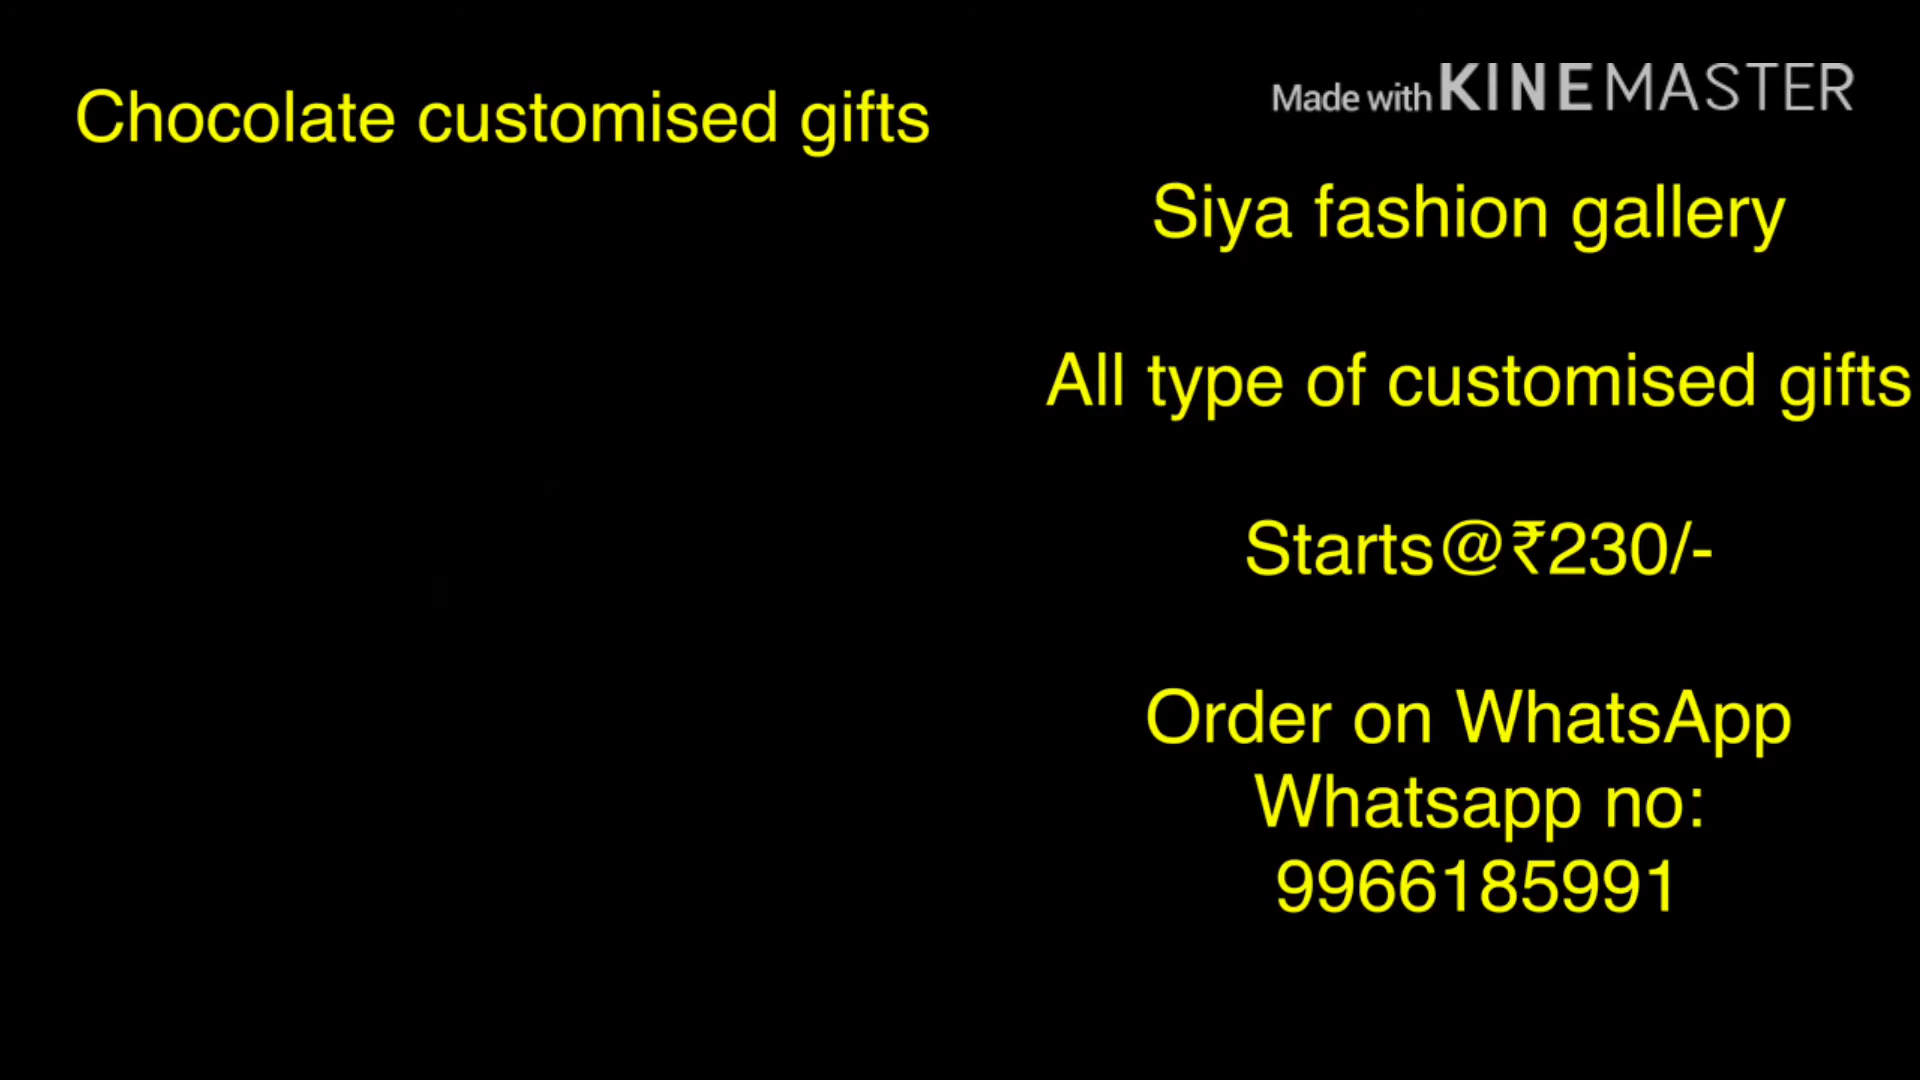 Chocolate customised gifts
Made with KINEMASTER
Siya fashion gallery
All type of customised gifts
Starts@₹230/-
Order on WhatsApp
Whatsapp no:
9966185991